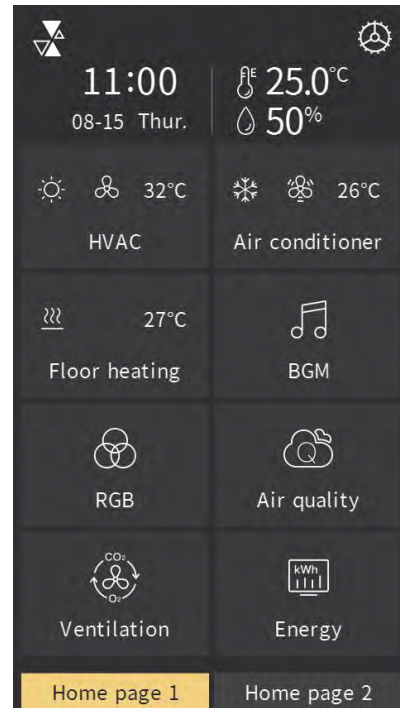 11:00
08-15 Thur.
E 25.0°C
50%
32°C
HVAC
26°C
Air conditioner
27°C
Floor heating
BGM
RGB
Q
Air quality
CO₂
O₂
Ventilation
kWh
Energy
Home page 1
Home page 2